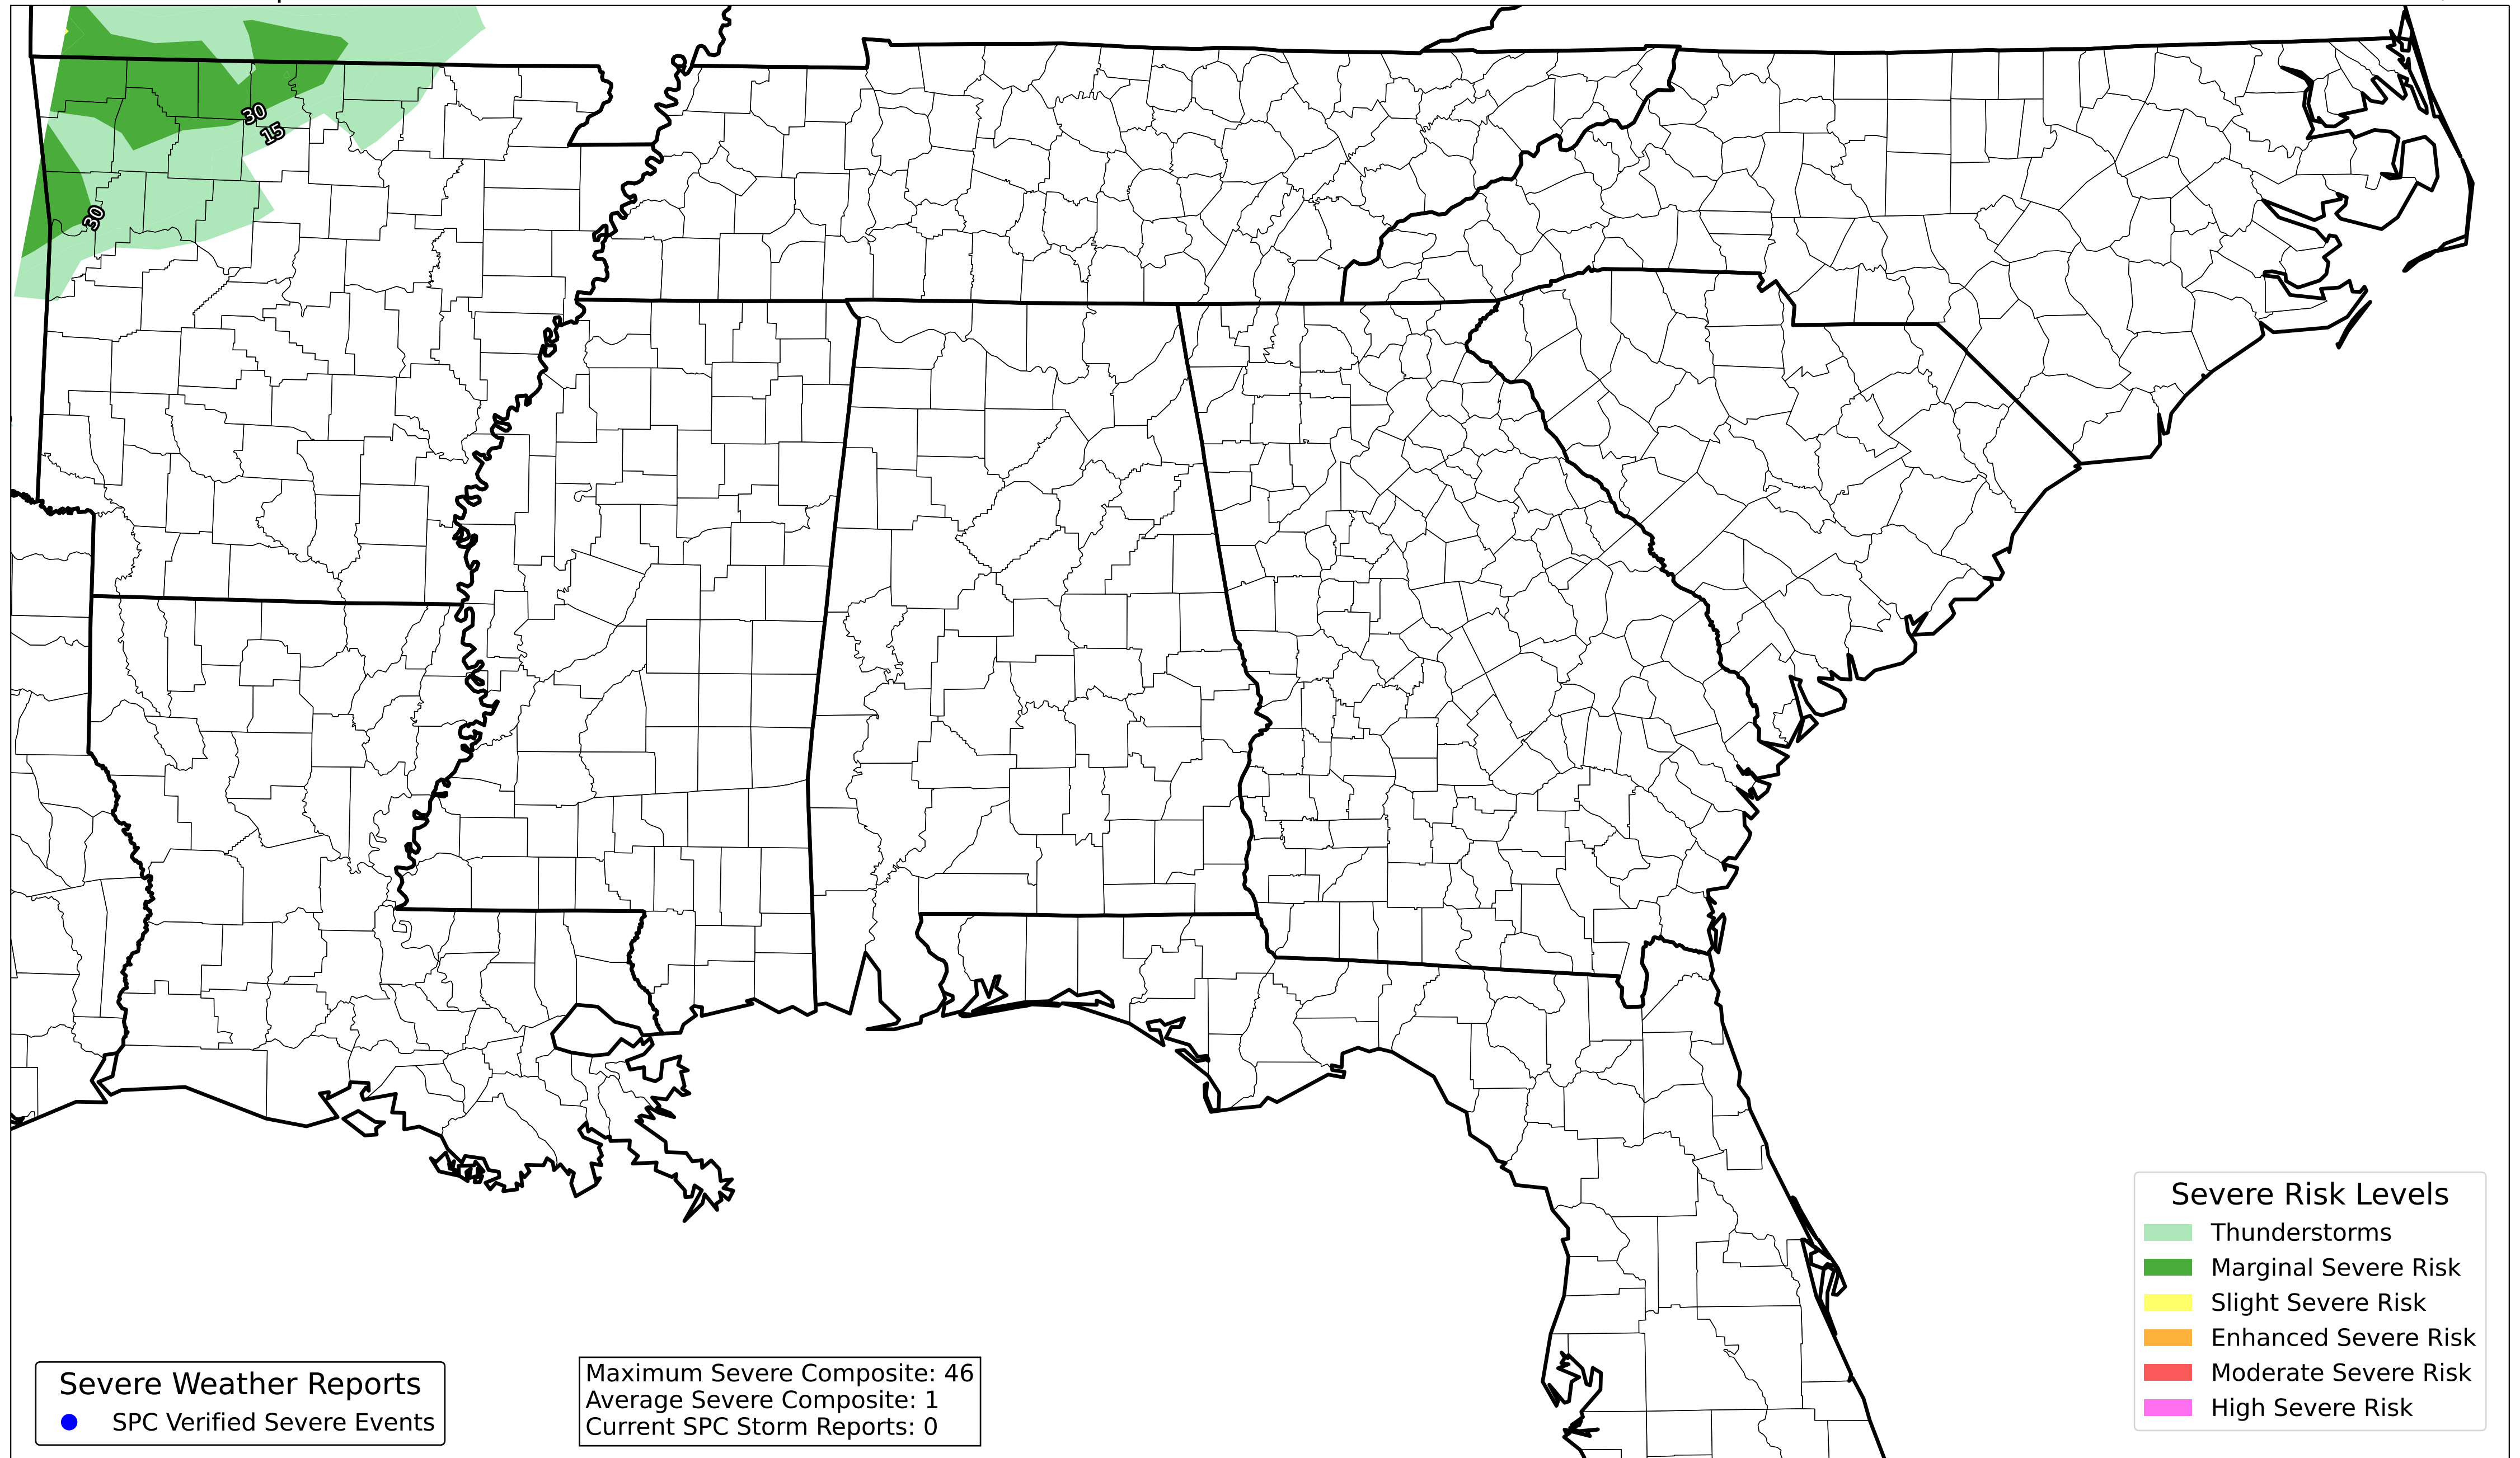 30
15
30
Severe Risk Levels
Thunderstorms
Marginal Severe Risk
Slight Severe Risk
Enhanced Severe Risk
Moderate Severe Risk
High Severe Risk
Severe Weather Reports
SPC Verified Severe Events
Maximum Severe Composite: 46
Average Severe Composite: 1
Current SPC Storm Reports: 0